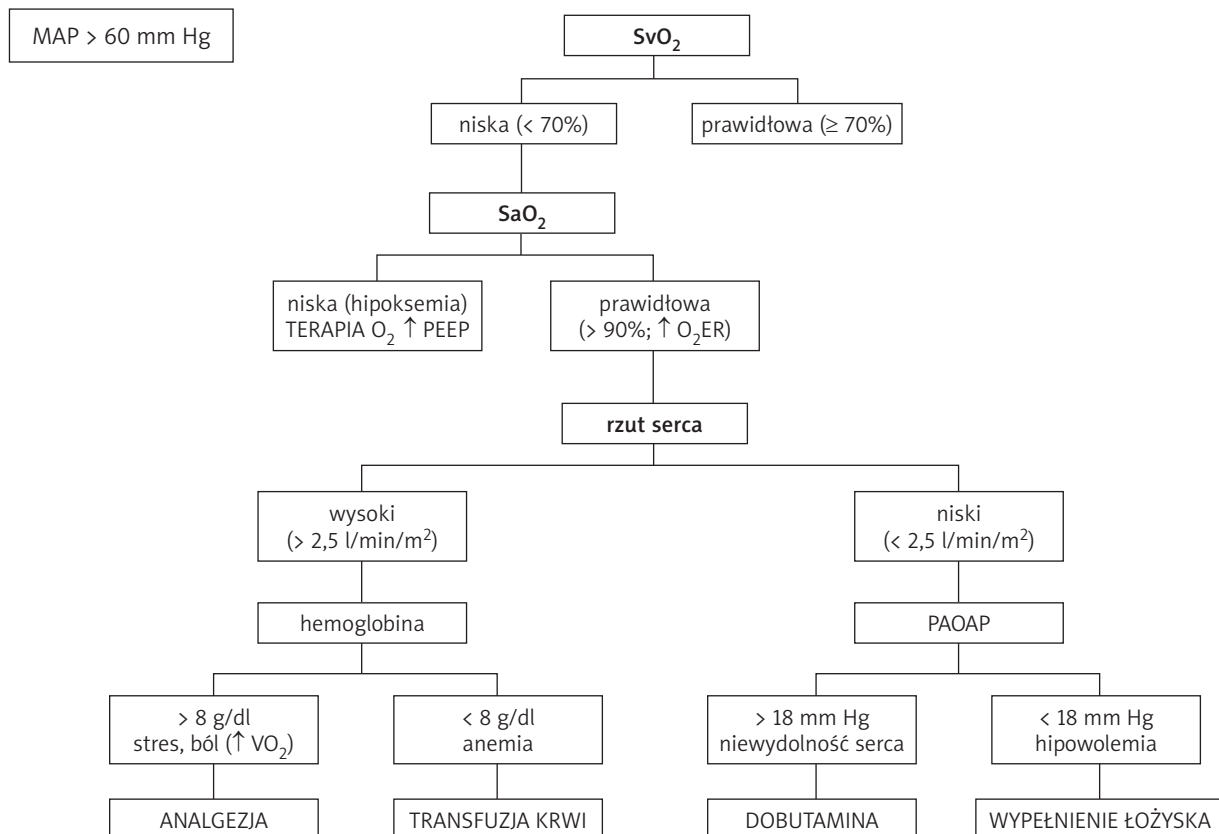 MAP > 60 mm Hg
SvO₂
niska (< 70%)
prawidłowa (≥ 70%)
SaO₂
niska (hipoksemia)
TERAPIA O₂ ↑ PEEP
prawidłowa
(> 90%; ↑ O₂ER)
rzut serca
wysoki
(> 2,5 l/min/m²)
niski
(< 2,5 l/min/m²)
hemoglobina
PAOAP
> 8 g/dl
stres, ból (↑ VO₂)
< 8 g/dl
anemia
> 18 mm Hg
niewydolność serca
< 18 mm Hg
hipowolemia
ANALGEZJA
TRANSFUZJA KRWI
DOBUTAMINA
WYPEŁNIENIE ŁOŻYSKA